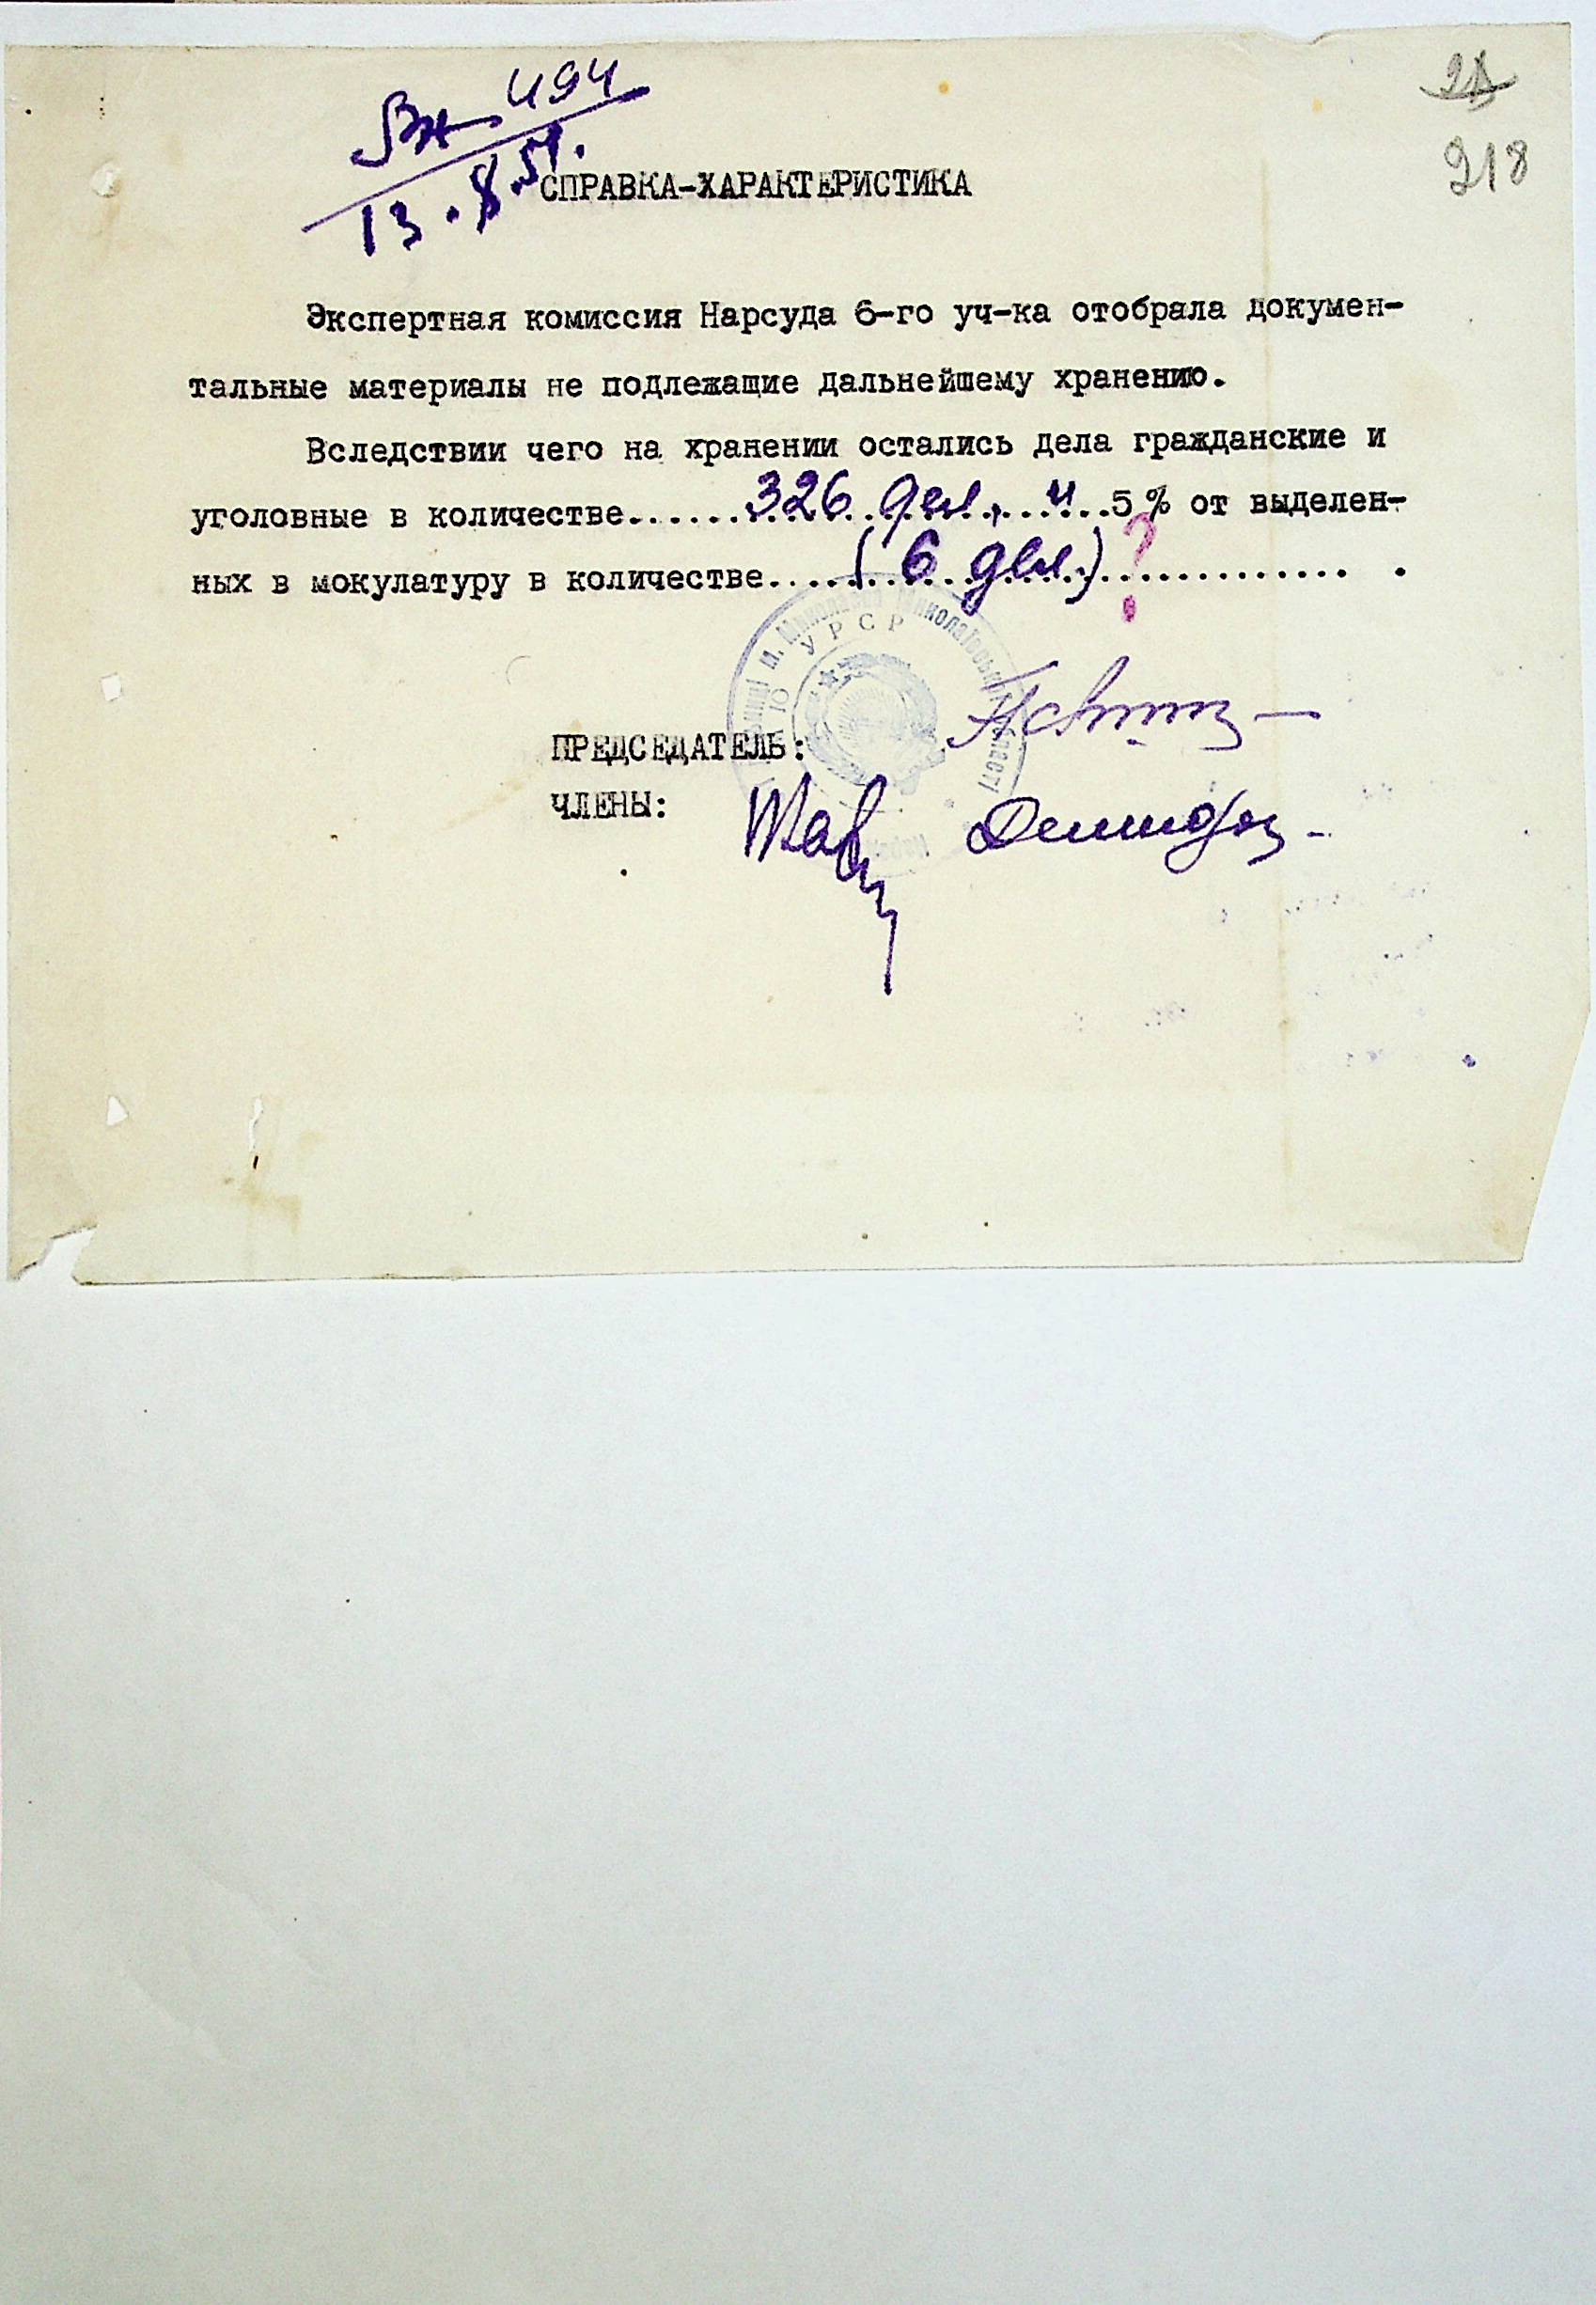 Вх 494
13.8.51.
21
218
СПРАВКА-ХАРАКТЕРИСТИКА
Экспертная комиссия Нарсуда 6-го уч-ка отобрала докумен-
тальные материалы не подлежащие дальнейшему хранению.
Вследствии чего на хранении остались дела гражданские и
уголовные в количестве......326 дел, и...5% от выделен-
ных в мокулатуру в количестве....(6 дел) ?.............. .
УРСР
ПРЕДСЕДАТЕЛЬ:
ЧЛЕНЫ: